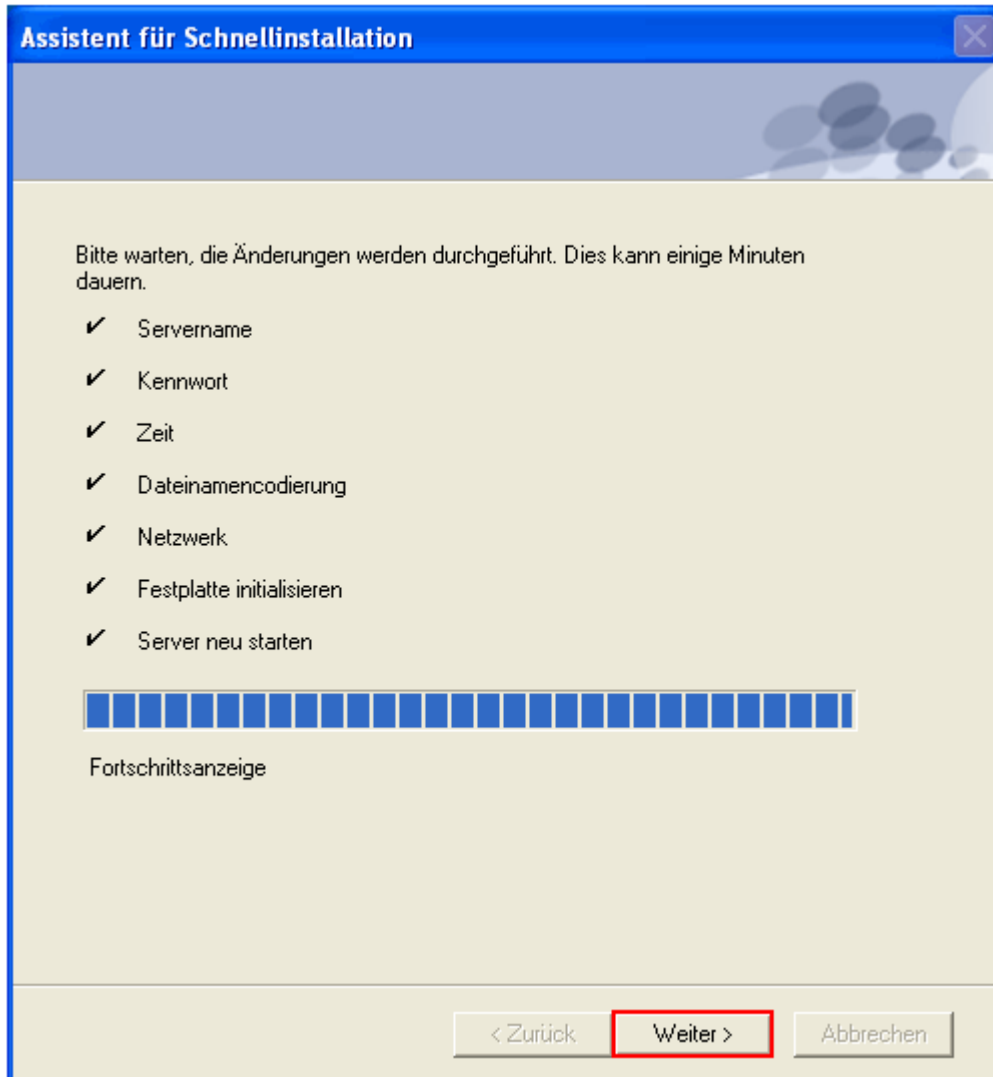 Assistent für Schnellinstallation
Bitte warten, die Änderungen werden durchgeführt. Dies kann einige Minuten
dauern.
Servername
Kennwort
Zeit
Dateinamencodierung
Netzwerk
Festplatte initialisieren
Server neu starten
Fortschrittsanzeige
< Zurück
Weiter >
Abbrechen